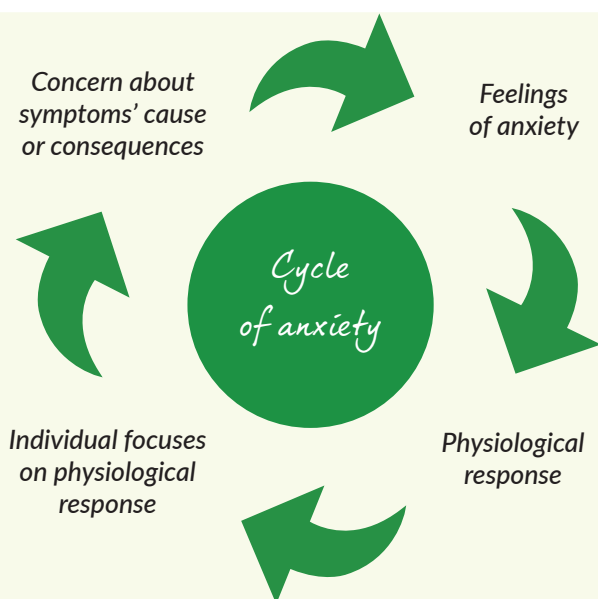 Concern about
symptoms’ cause
or consequences
Feelings
of anxiety
Cycle
of anxiety
Individual focuses
on physiological
response
Physiological
response